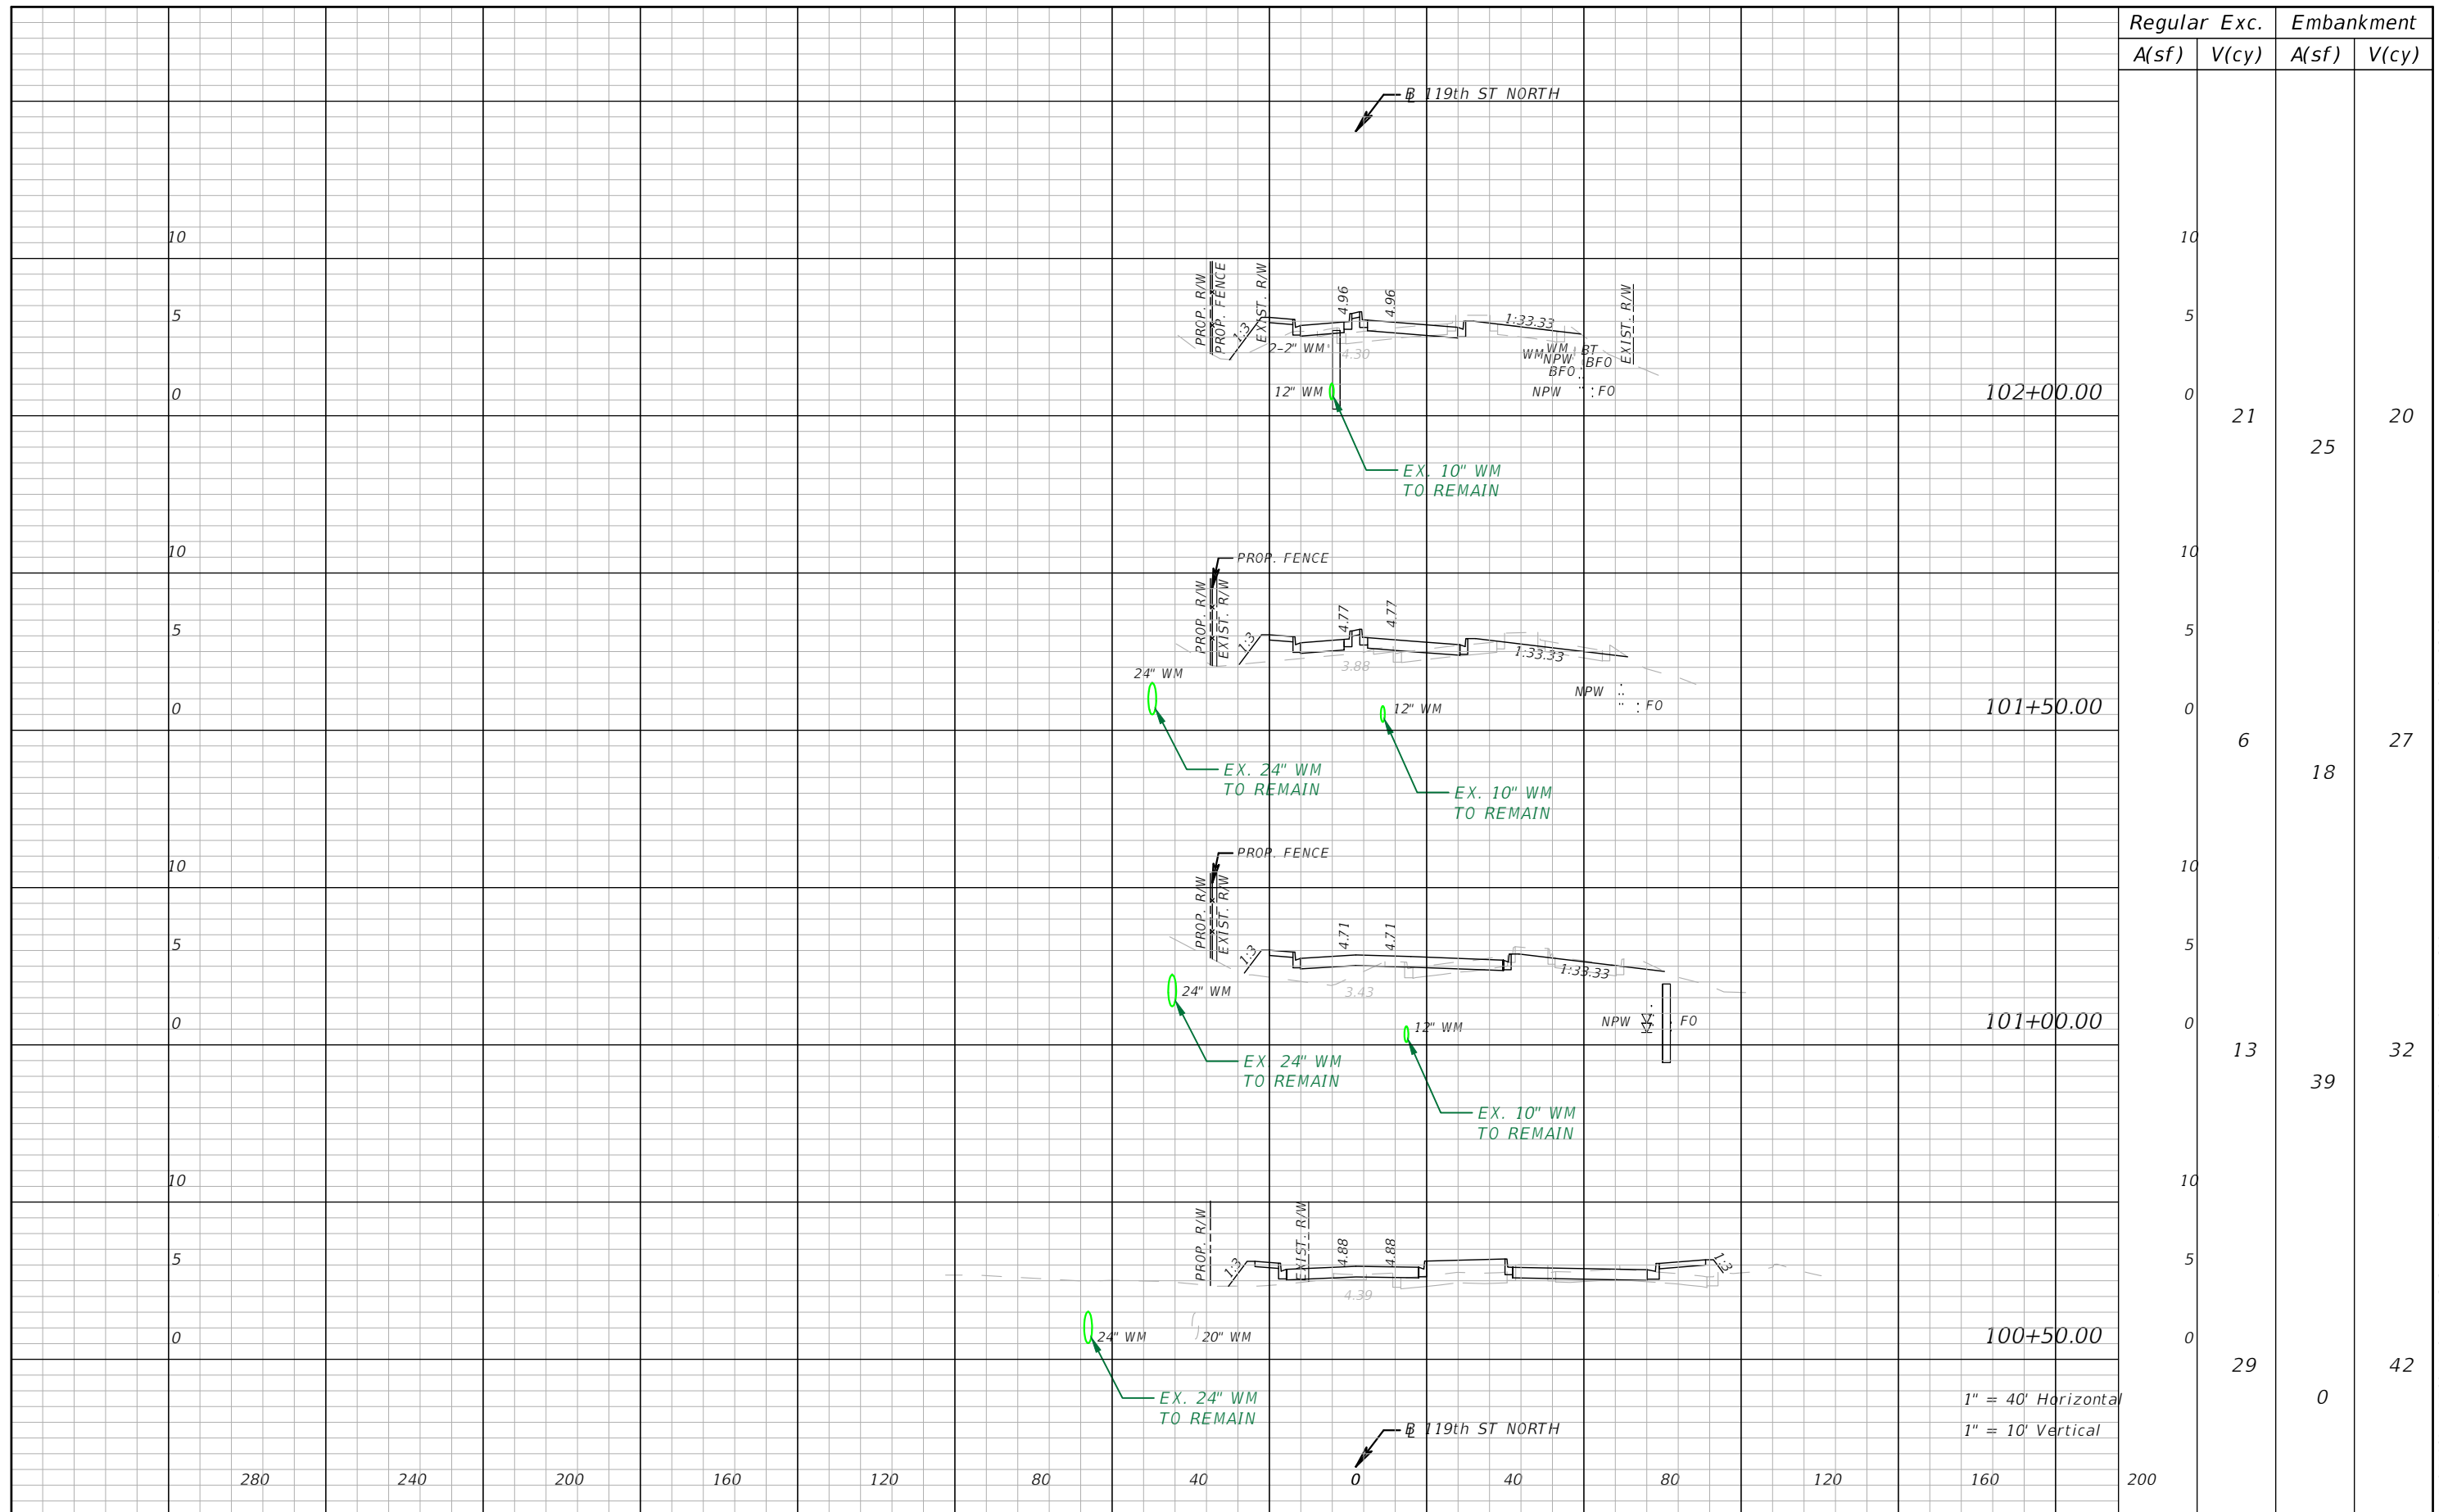 Regular Exc. Embankment
A(sf) V(cy) A(sf) V(cy)
BL 119th ST NORTH
10 10
5 5
0 0
PROP. R/W
PROP. FENCE
EXIST. R/W
1:3
4.96
4.96
1:33.33
EXIST. R/W
2-2" WM
4.30
WM WM BT
NPW BFO
BFO
12" WM
NPW FO
102+00.00
21 20
25
EX. 10" WM
TO REMAIN
10 10
5 5
0 0
PROP. FENCE
PROP. R/W
EXIST. R/W
1:3
4.77
4.77
1:33.33
3.88
24" WM
NPW
FO
12" WM
101+50.00
6 27
18
EX. 24" WM
TO REMAIN
EX. 10" WM
TO REMAIN
10 10
5 5
0 0
PROP. FENCE
PROP. R/W
EXIST. R/W
1:3
4.71
4.71
1:33.33
3.43
24" WM
12" WM
NPW FO
101+00.00
13 32
39
EX. 24" WM
TO REMAIN
EX. 10" WM
TO REMAIN
10 10
5 5
0 0
PROP. R/W
EXIST. R/W
1:3
4.88
4.88
1:3
4.39
24" WM
20" WM
100+50.00
29 42
0
EX. 24" WM
TO REMAIN
1" = 40' Horizontal
1" = 10' Vertical
BL 119th ST NORTH
280 240 200 160 120 80 40 0 40 80 120 160 200